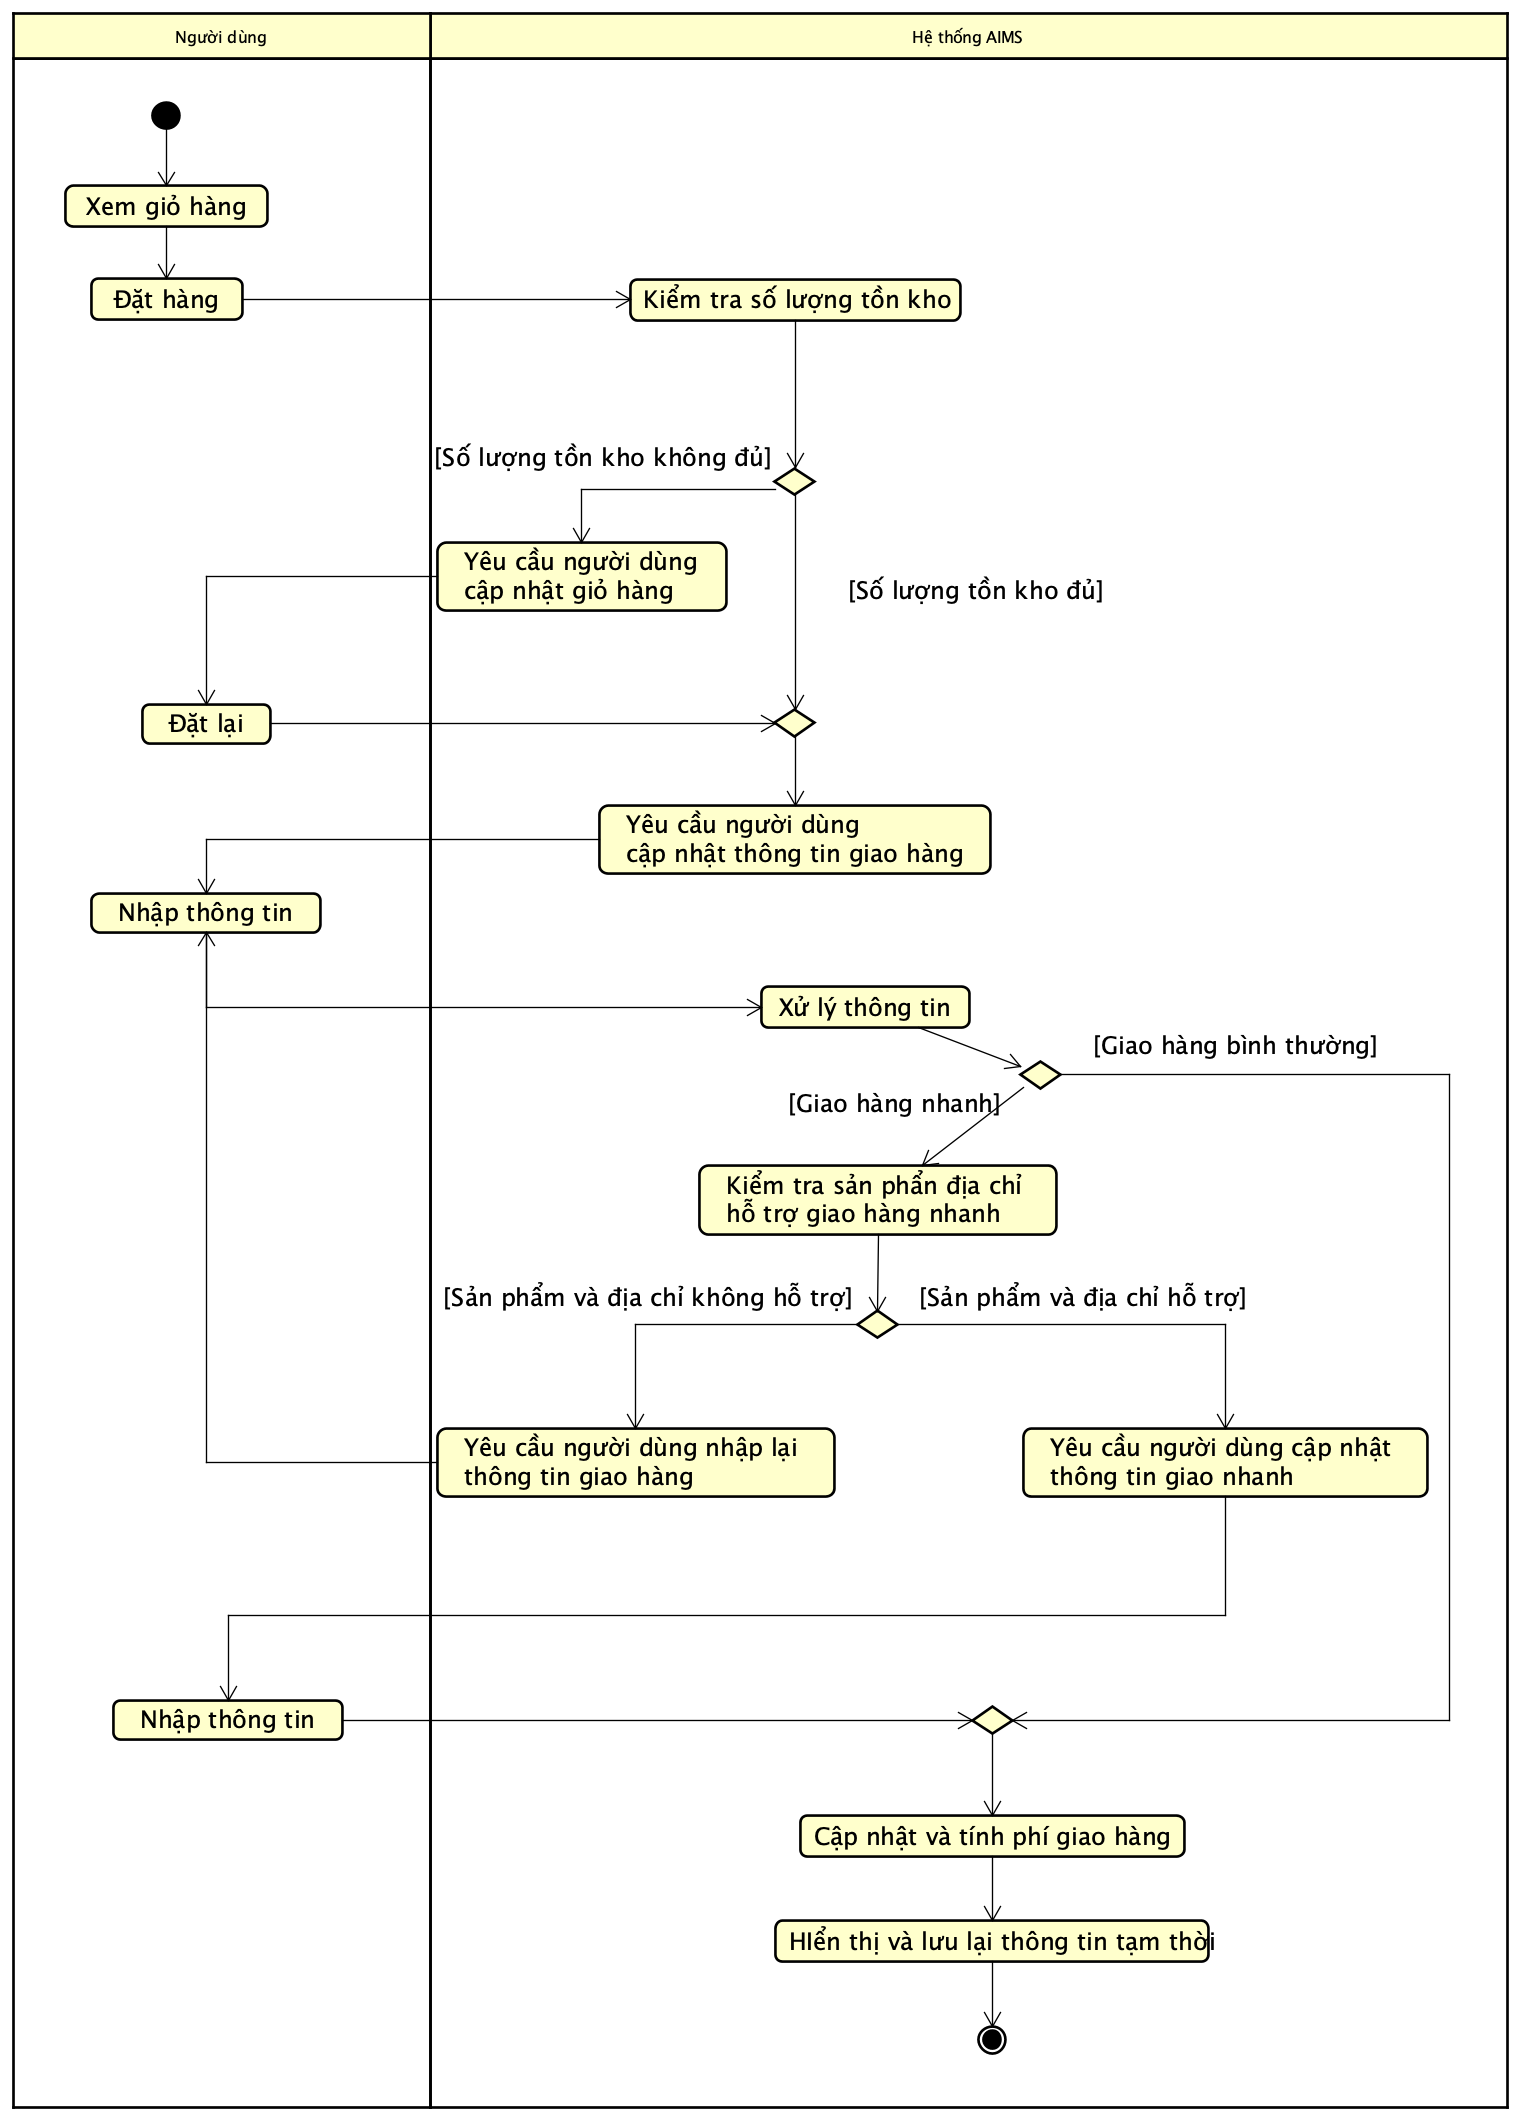 Người dùng
Hệ thống AIMS
Xem giỏ hàng
Đặt hàng
Kiểm tra số lượng tồn kho
[Số lượng tồn kho không đủ]
Yêu cầu người dùng
cập nhật giỏ hàng
[Số lượng tồn kho đủ]
Đặt lại
Yêu cầu người dùng
cập nhật thông tin giao hàng
Nhập thông tin
Xử lý thông tin
[Giao hàng bình thường]
[Giao hàng nhanh]
Kiểm tra sản phẩn địa chỉ
hỗ trợ giao hàng nhanh
[Sản phẩm và địa chỉ không hỗ trợ]
[Sản phẩm và địa chỉ hỗ trợ]
Yêu cầu người dùng nhập lại
thông tin giao hàng
Yêu cầu người dùng cập nhật
thông tin giao nhanh
Nhập thông tin
Cập nhật và tính phí giao hàng
HIển thị và lưu lại thông tin tạm thời